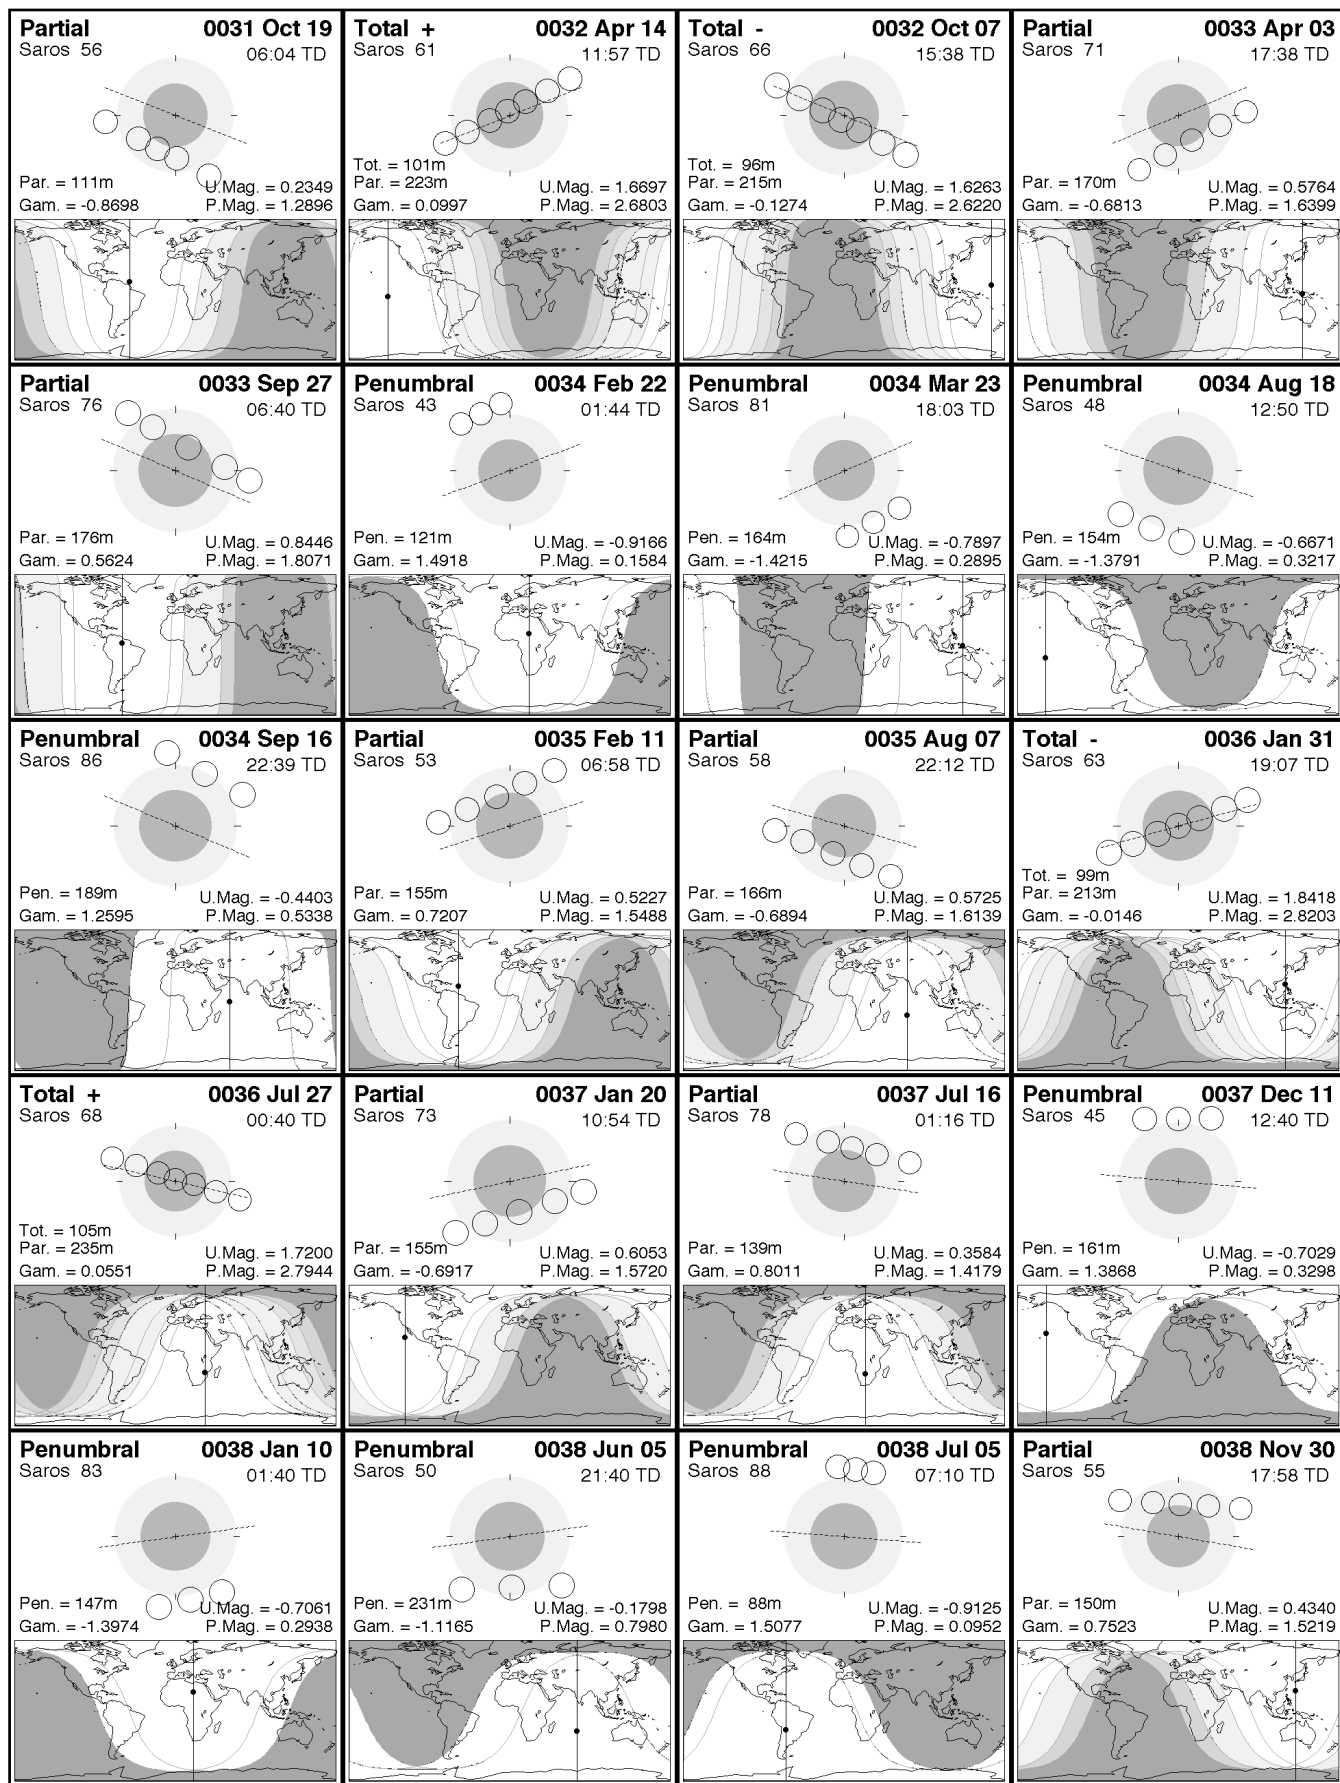 Partial 0031 Oct 19
Saros 56 06:04 TD
Par. = 111m U.Mag. = 0.2349
Gam. = -0.8698 P.Mag. = 1.2896
Total + 0032 Apr 14
Saros 61 11:57 TD
Tot. = 101m
Par. = 223m U.Mag. = 1.6697
Gam. = 0.0997 P.Mag. = 2.6803
Total - 0032 Oct 07
Saros 66 15:38 TD
Tot. = 96m
Par. = 215m U.Mag. = 1.6263
Gam. = -0.1274 P.Mag. = 2.6220
Partial 0033 Apr 03
Saros 71 17:38 TD
Par. = 170m U.Mag. = 0.5764
Gam. = -0.6813 P.Mag. = 1.6399
Partial 0033 Sep 27
Saros 76 06:40 TD
Par. = 176m U.Mag. = 0.8446
Gam. = 0.5624 P.Mag. = 1.8071
Penumbral 0034 Feb 22
Saros 43 01:44 TD
Pen. = 121m U.Mag. = -0.9166
Gam. = 1.4918 P.Mag. = 0.1584
Penumbral 0034 Mar 23
Saros 81 18:03 TD
Pen. = 164m U.Mag. = -0.7897
Gam. = -1.4215 P.Mag. = 0.2895
Penumbral 0034 Aug 18
Saros 48 12:50 TD
Pen. = 154m U.Mag. = -0.6671
Gam. = -1.3791 P.Mag. = 0.3217
Penumbral 0034 Sep 16
Saros 86 22:39 TD
Pen. = 189m U.Mag. = -0.4403
Gam. = 1.2595 P.Mag. = 0.5338
Partial 0035 Feb 11
Saros 53 06:58 TD
Par. = 155m U.Mag. = 0.5227
Gam. = 0.7207 P.Mag. = 1.5488
Partial 0035 Aug 07
Saros 58 22:12 TD
Par. = 166m U.Mag. = 0.5725
Gam. = -0.6894 P.Mag. = 1.6139
Total - 0036 Jan 31
Saros 63 19:07 TD
Tot. = 99m
Par. = 213m U.Mag. = 1.8418
Gam. = -0.0146 P.Mag. = 2.8203
Total + 0036 Jul 27
Saros 68 00:40 TD
Tot. = 105m
Par. = 235m U.Mag. = 1.7200
Gam. = 0.0551 P.Mag. = 2.7944
Partial 0037 Jan 20
Saros 73 10:54 TD
Par. = 155m U.Mag. = 0.6053
Gam. = -0.6917 P.Mag. = 1.5720
Partial 0037 Jul 16
Saros 78 01:16 TD
Par. = 139m U.Mag. = 0.3584
Gam. = 0.8011 P.Mag. = 1.4179
Penumbral 0037 Dec 11
Saros 45 12:40 TD
Pen. = 161m U.Mag. = -0.7029
Gam. = 1.3868 P.Mag. = 0.3298
Penumbral 0038 Jan 10
Saros 83 01:40 TD
Pen. = 147m U.Mag. = -0.7061
Gam. = -1.3974 P.Mag. = 0.2938
Penumbral 0038 Jun 05
Saros 50 21:40 TD
Pen. = 231m U.Mag. = -0.1798
Gam. = -1.1165 P.Mag. = 0.7980
Penumbral 0038 Jul 05
Saros 88 07:10 TD
Pen. = 88m U.Mag. = -0.9125
Gam. = 1.5077 P.Mag. = 0.0952
Partial 0038 Nov 30
Saros 55 17:58 TD
Par. = 150m U.Mag. = 0.4340
Gam. = 0.7523 P.Mag. = 1.5219